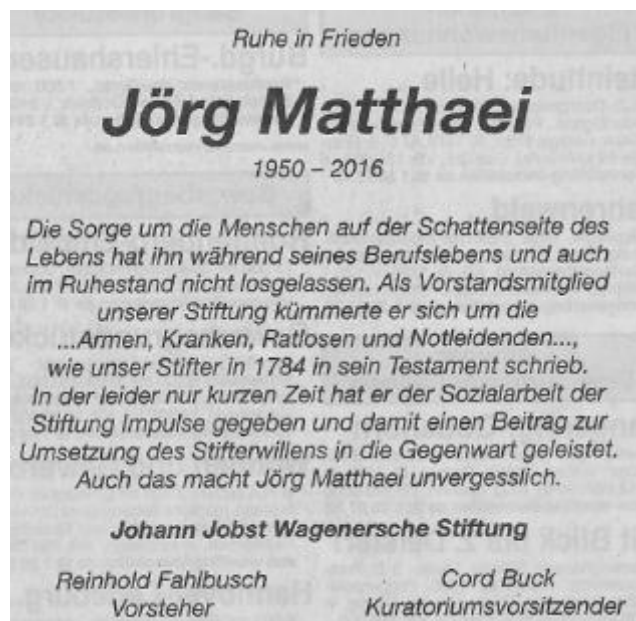 Ruhe in Frieden
Jörg Matthaei
1950 – 2016
Die Sorge um die Menschen auf der Schattenseite des
Lebens hat ihn während seines Berufslebens und auch
im Ruhestand nicht losgelassen. Als Vorstandsmitglied
unserer Stiftung kümmerte er sich um die
...Armen, Kranken, Ratlosen und Notleidenden...,
wie unser Stifter in 1784 in sein Testament schrieb.
In der leider nur kurzen Zeit hat er der Sozialarbeit der
Stiftung Impulse gegeben und damit einen Beitrag zur
Umsetzung des Stifterwillens in die Gegenwart geleistet.
Auch das macht Jörg Matthaei unvergesslich.
Johann Jobst Wagenersche Stiftung
Reinhold Fahlbusch Cord Buck
Vorsteher Kuratoriumsvorsitzender